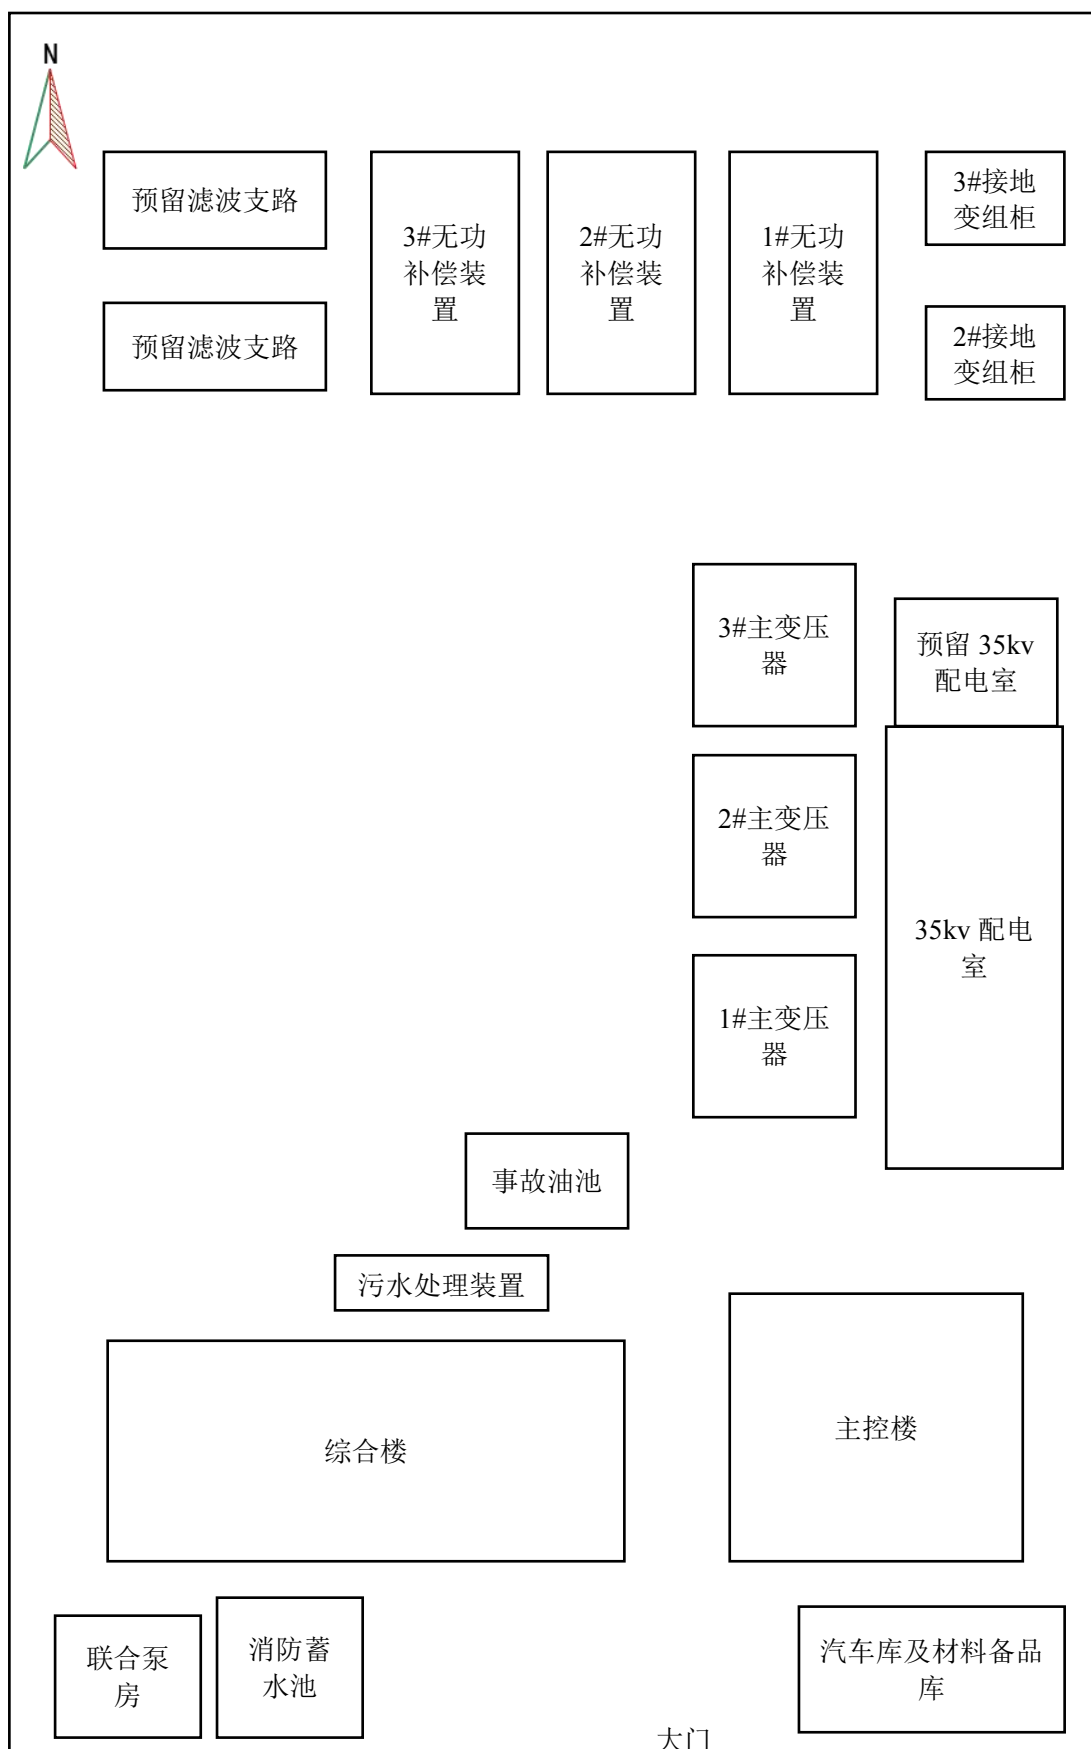 N
预留滤波支路
3#无功
补偿装
置
2#无功
补偿装
置
1#无功
补偿装
置
3#接地
变组柜
预留滤波支路
2#接地
变组柜
3#主变压
器
预留 35kv
配电室
2#主变压
器
35kv 配电
室
1#主变压
器
事故油池
污水处理装置
综合楼
主控楼
联合泵
房
消防蓄
水池
汽车库及材料备品
库
大门